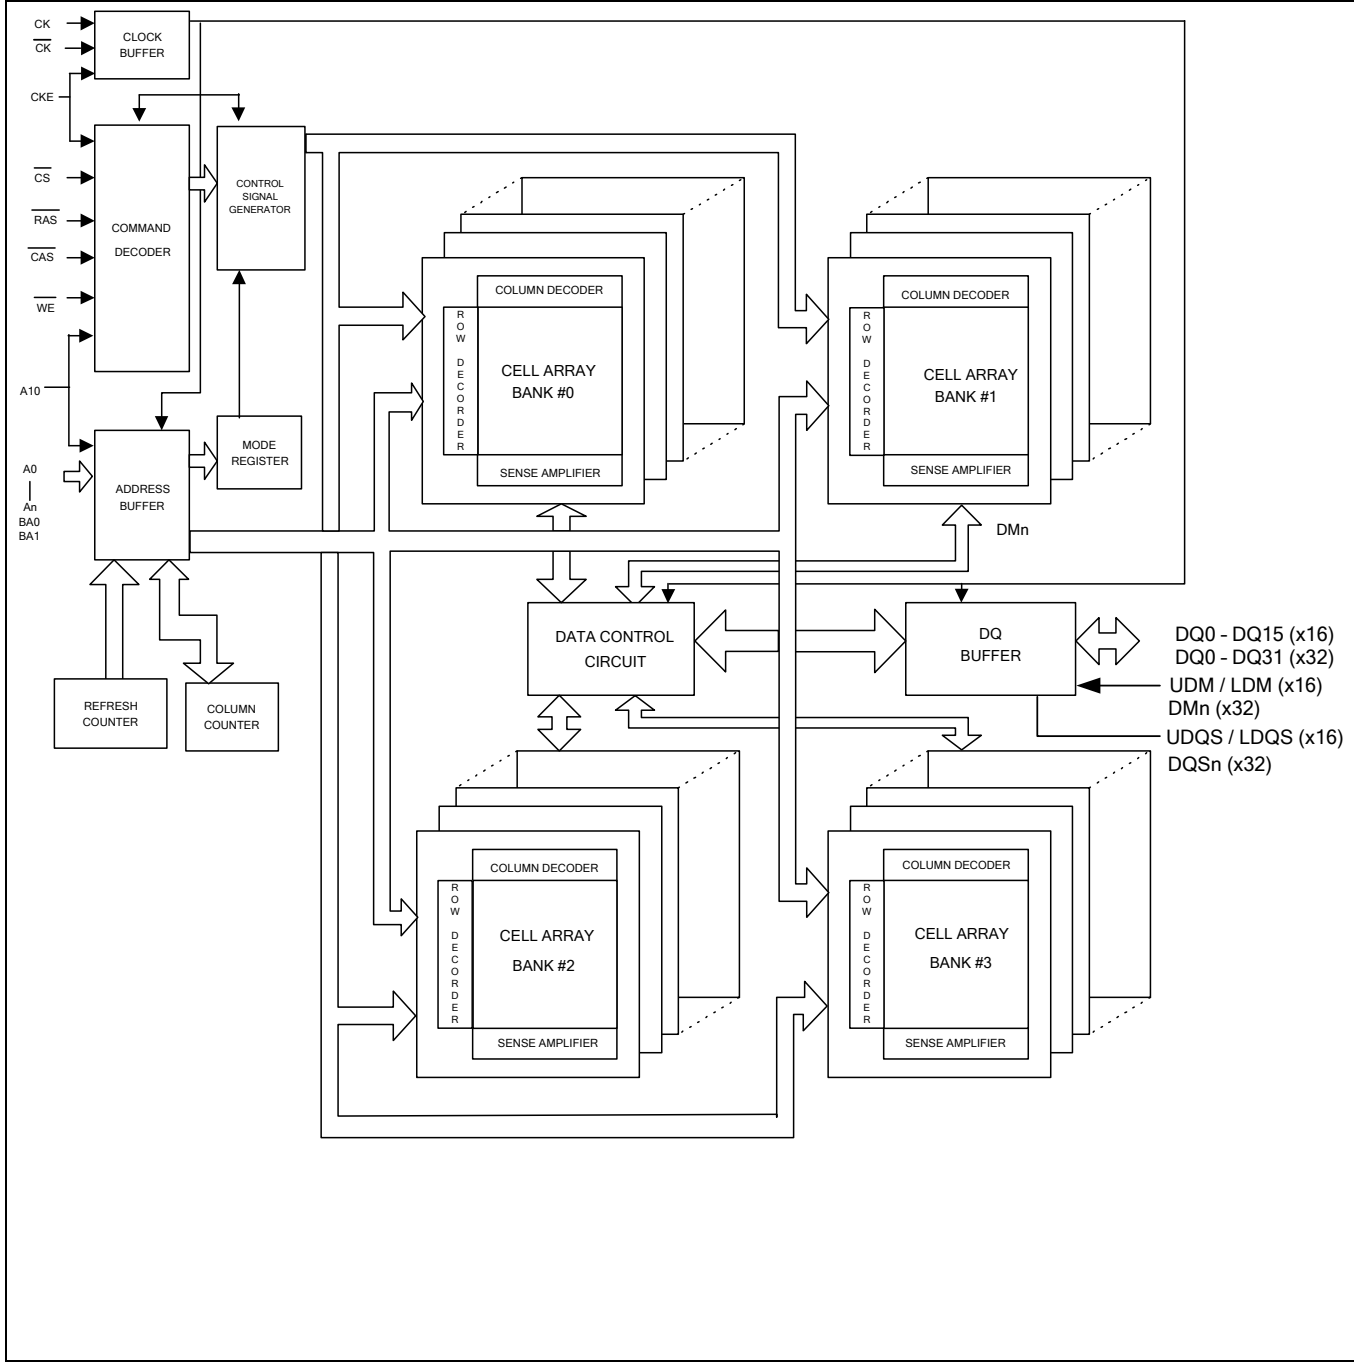 CK
CK
CLOCK
BUFFER
CKE
CS
RAS
CAS
WE
COMMAND
DECODER
CONTROL
SIGNAL
GENERATOR
A10
A0
An
BA0
BA1
ADDRESS
BUFFER
MODE
REGISTER
REFRESH
COUNTER
COLUMN
COUNTER
COLUMN DECODER
ROW DECORDER
CELL ARRAY
BANK #0
SENSE AMPLIFIER
COLUMN DECODER
ROW DECORDER
CELL ARRAY
BANK #1
SENSE AMPLIFIER
DMn
DATA CONTROL
CIRCUIT
DQ
BUFFER
DQ0 - DQ15 (x16)
DQ0 - DQ31 (x32)
UDM / LDM (x16)
DMn (x32)
UDQS / LDQS (x16)
DQSn (x32)
COLUMN DECODER
ROW DECORDER
CELL ARRAY
BANK #2
SENSE AMPLIFIER
COLUMN DECODER
ROW DECORDER
CELL ARRAY
BANK #3
SENSE AMPLIFIER